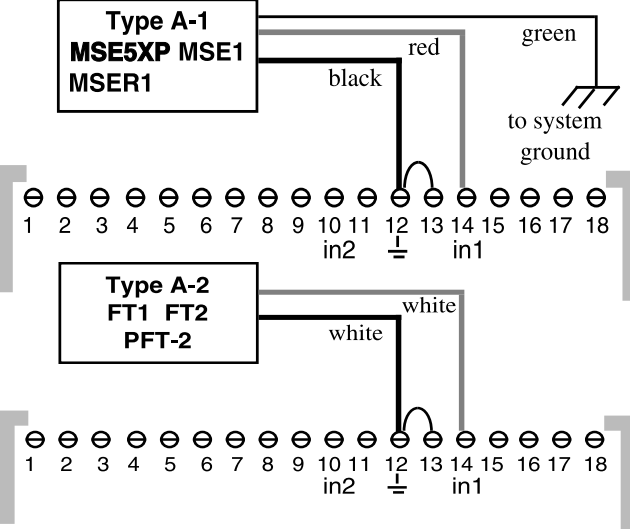 Type A-1
MSE5XP MSE1
MSER1
green
red
black
to system
ground
1 2 3 4 5 6 7 8 9 10 11 12 13 14 15 16 17 18
in2 in1
Type A-2
FT1 FT2
PFT-2
white
white
1 2 3 4 5 6 7 8 9 10 11 12 13 14 15 16 17 18
in2 in1